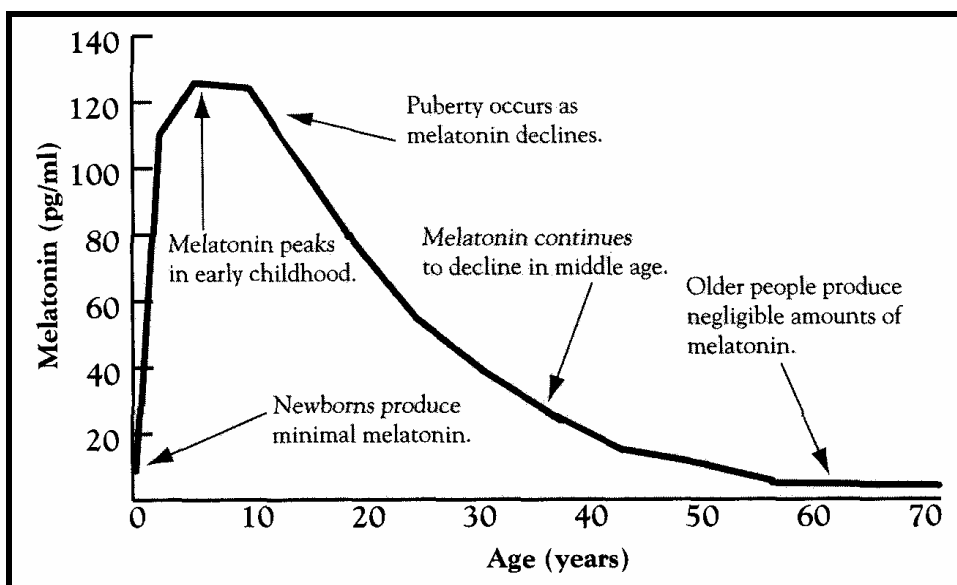 140
120
100
80
60
40
20
Melatonin (pg/ml)
Puberty occurs as
melatonin declines.
Melatonin peaks
in early childhood.
Melatonin continues
to decline in middle age.
Older people produce
negligible amounts of
melatonin.
Newborns produce
minimal melatonin.
0 10 20 30 40 50 60 70
Age (years)